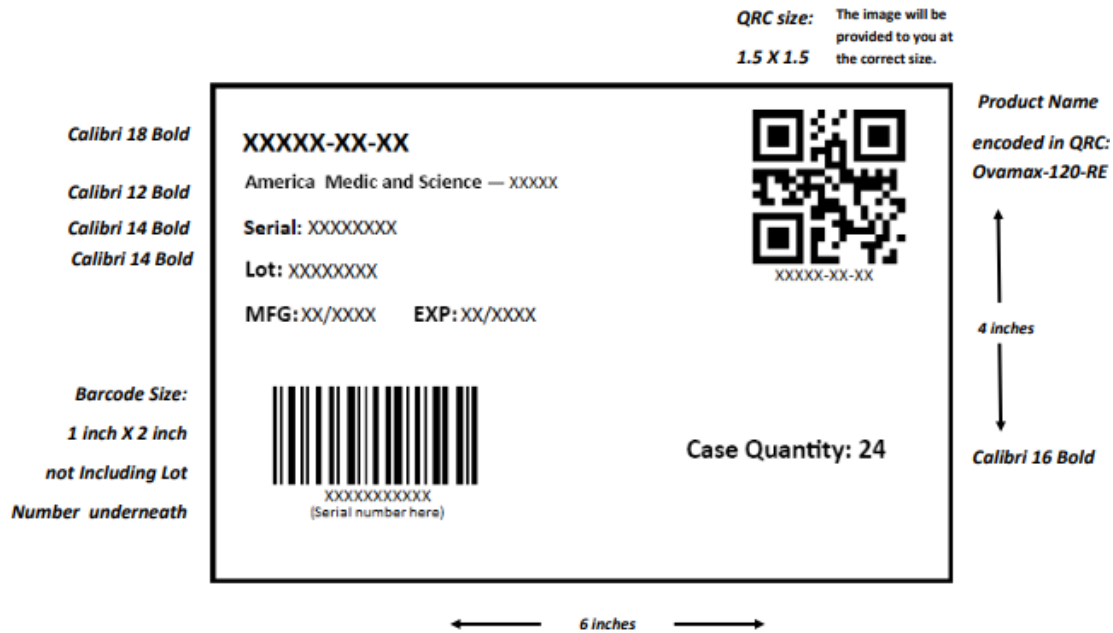 QRC size:
1.5 X 1.5
The image will be
provided to you at
the correct size.
Product Name
encoded in QRC:
Ovamax-120-RE
Calibri 18 Bold
XXXXX-XX-XX
Calibri 12 Bold
America Medic and Science — XXXXX
Calibri 14 Bold
Serial: XXXXXXXX
Calibri 14 Bold
Lot: XXXXXXXX
XXXXX-XX-XX
MFG: XX/XXXX EXP: XX/XXXX
4 inches
Barcode Size:
1 inch X 2 inch
not Including Lot
Number underneath
XXXXXXXXXXX
(Serial number here)
Case Quantity: 24
Calibri 16 Bold
6 inches